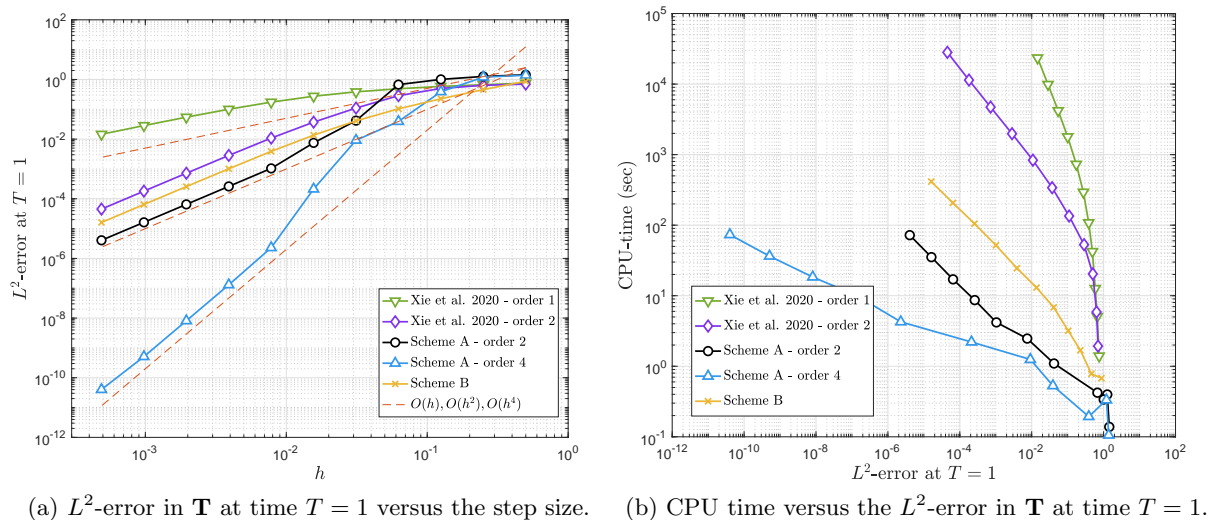 10^2
10^0
10^-2
10^-4
10^-6
10^-8
10^-10
10^-12
L^2-error at T = 1
10^-3 10^-2 10^-1 10^0
h
Xie et al. 2020 - order 1
Xie et al. 2020 - order 2
Scheme A - order 2
Scheme A - order 4
Scheme B
O(h), O(h^2), O(h^4)
(a) L^2-error in T at time T = 1 versus the step size.
10^5
10^4
10^3
10^2
10^1
10^0
10^-1
CPU-time (sec)
Xie et al. 2020 - order 1
Xie et al. 2020 - order 2
Scheme A - order 2
Scheme A - order 4
Scheme B
10^-12 10^-10 10^-8 10^-6 10^-4 10^-2 10^0 10^2
L^2-error at T = 1
(b) CPU time versus the L^2-error in T at time T = 1.